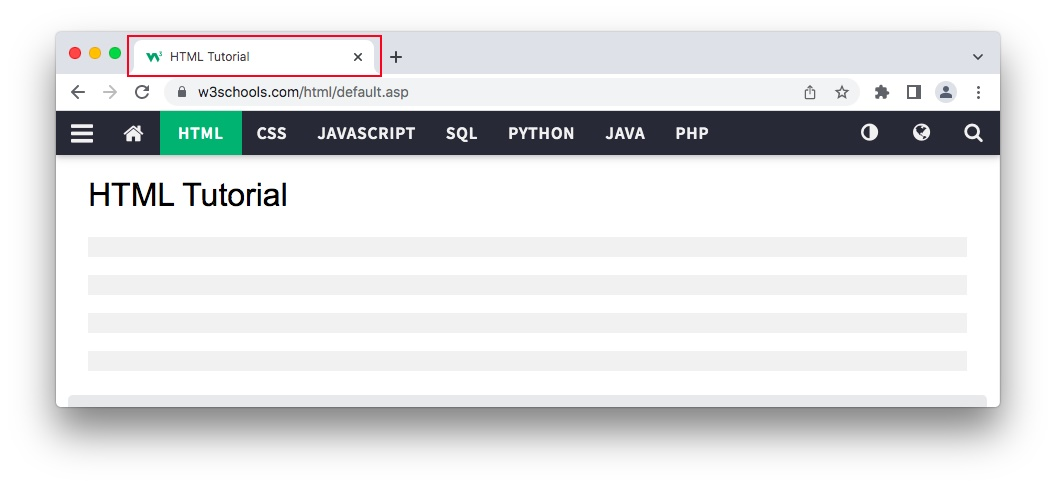 HTML Tutorial
w3schools.com/html/default.asp
HTML CSS JAVASCRIPT SQL PYTHON JAVA PHP
HTML Tutorial